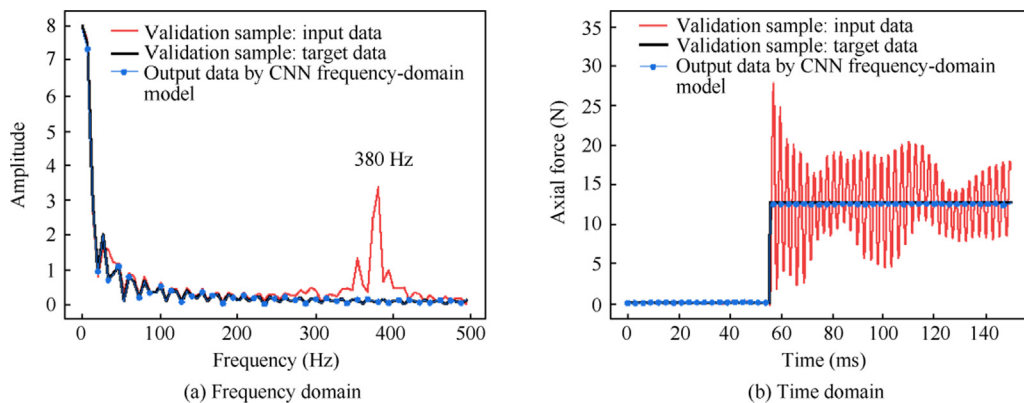 8
7
6
5
4
3
2
1
0
Amplitude
Validation sample: input data
Validation sample: target data
Output data by CNN frequency-domain
model
380 Hz
0
100
200
300
400
500
Frequency (Hz)
(a) Frequency domain
35
30
25
20
15
10
5
0
Axial force (N)
Validation sample: input data
Validation sample: target data
Output data by CNN frequency-domain
model
0
20
40
60
80
100
120
140
Time (ms)
(b) Time domain